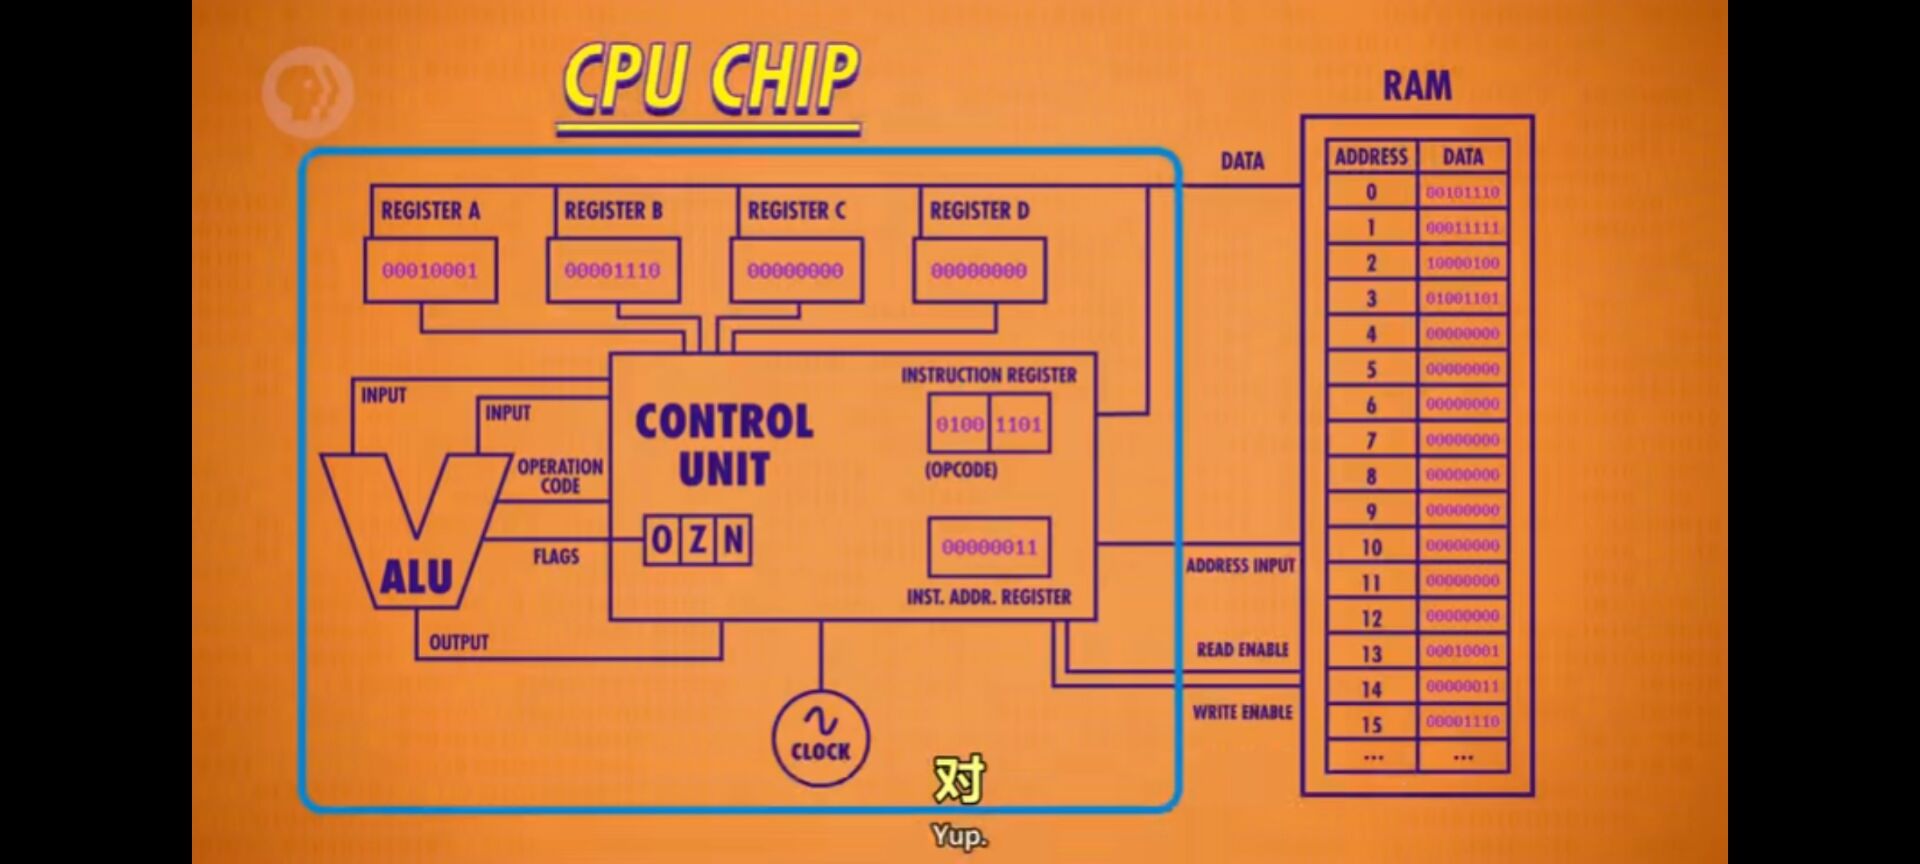 CPU CHIP
RAM
DATA
ADDRESS DATA
0 00101110
1 00011111
2 10000100
3 01001101
4 00000000
5 00000000
6 00000000
7 00000000
8 00000000
9 00000000
10 00000000
11 00000000
12 00000000
13 00010001
14 00000011
15 00001110
... ...
REGISTER A
00010001
REGISTER B
00001110
REGISTER C
00000000
REGISTER D
00000000
INPUT
INPUT
OPERATION
CODE
FLAGS
ALU
OUTPUT
CONTROL
UNIT
O Z N
INSTRUCTION REGISTER
0100 1101
(OPCODE)
00000011
INST. ADDR. REGISTER
ADDRESS INPUT
READ ENABLE
WRITE ENABLE
CLOCK
对
Yup.